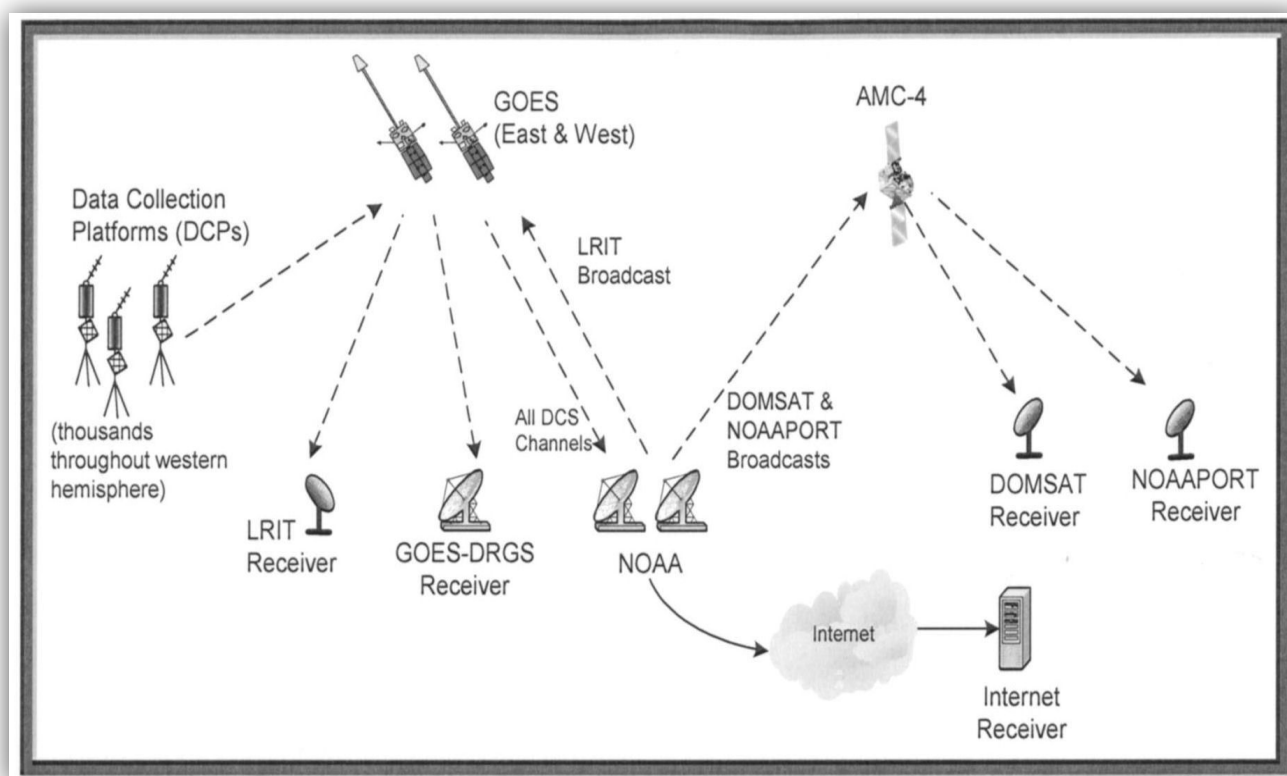 GOES
(East & West)
AMC-4
Data Collection
Platforms (DCPs)
(thousands
throughout western
hemisphere)
LRIT
Broadcast
All DCS
Channels
DOMSAT &
NOAAPORT
Broadcasts
LRIT
Receiver
GOES-DRGS
Receiver
NOAA
DOMSAT
Receiver
NOAAPORT
Receiver
Internet
Internet
Receiver